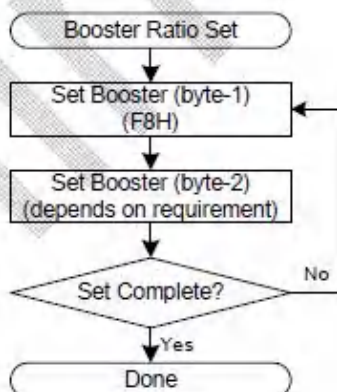 Booster Ratio Set
Set Booster (byte-1)
(F8H)
Set Booster (byte-2)
(depends on requirement)
Set Complete?
No
Yes
Done